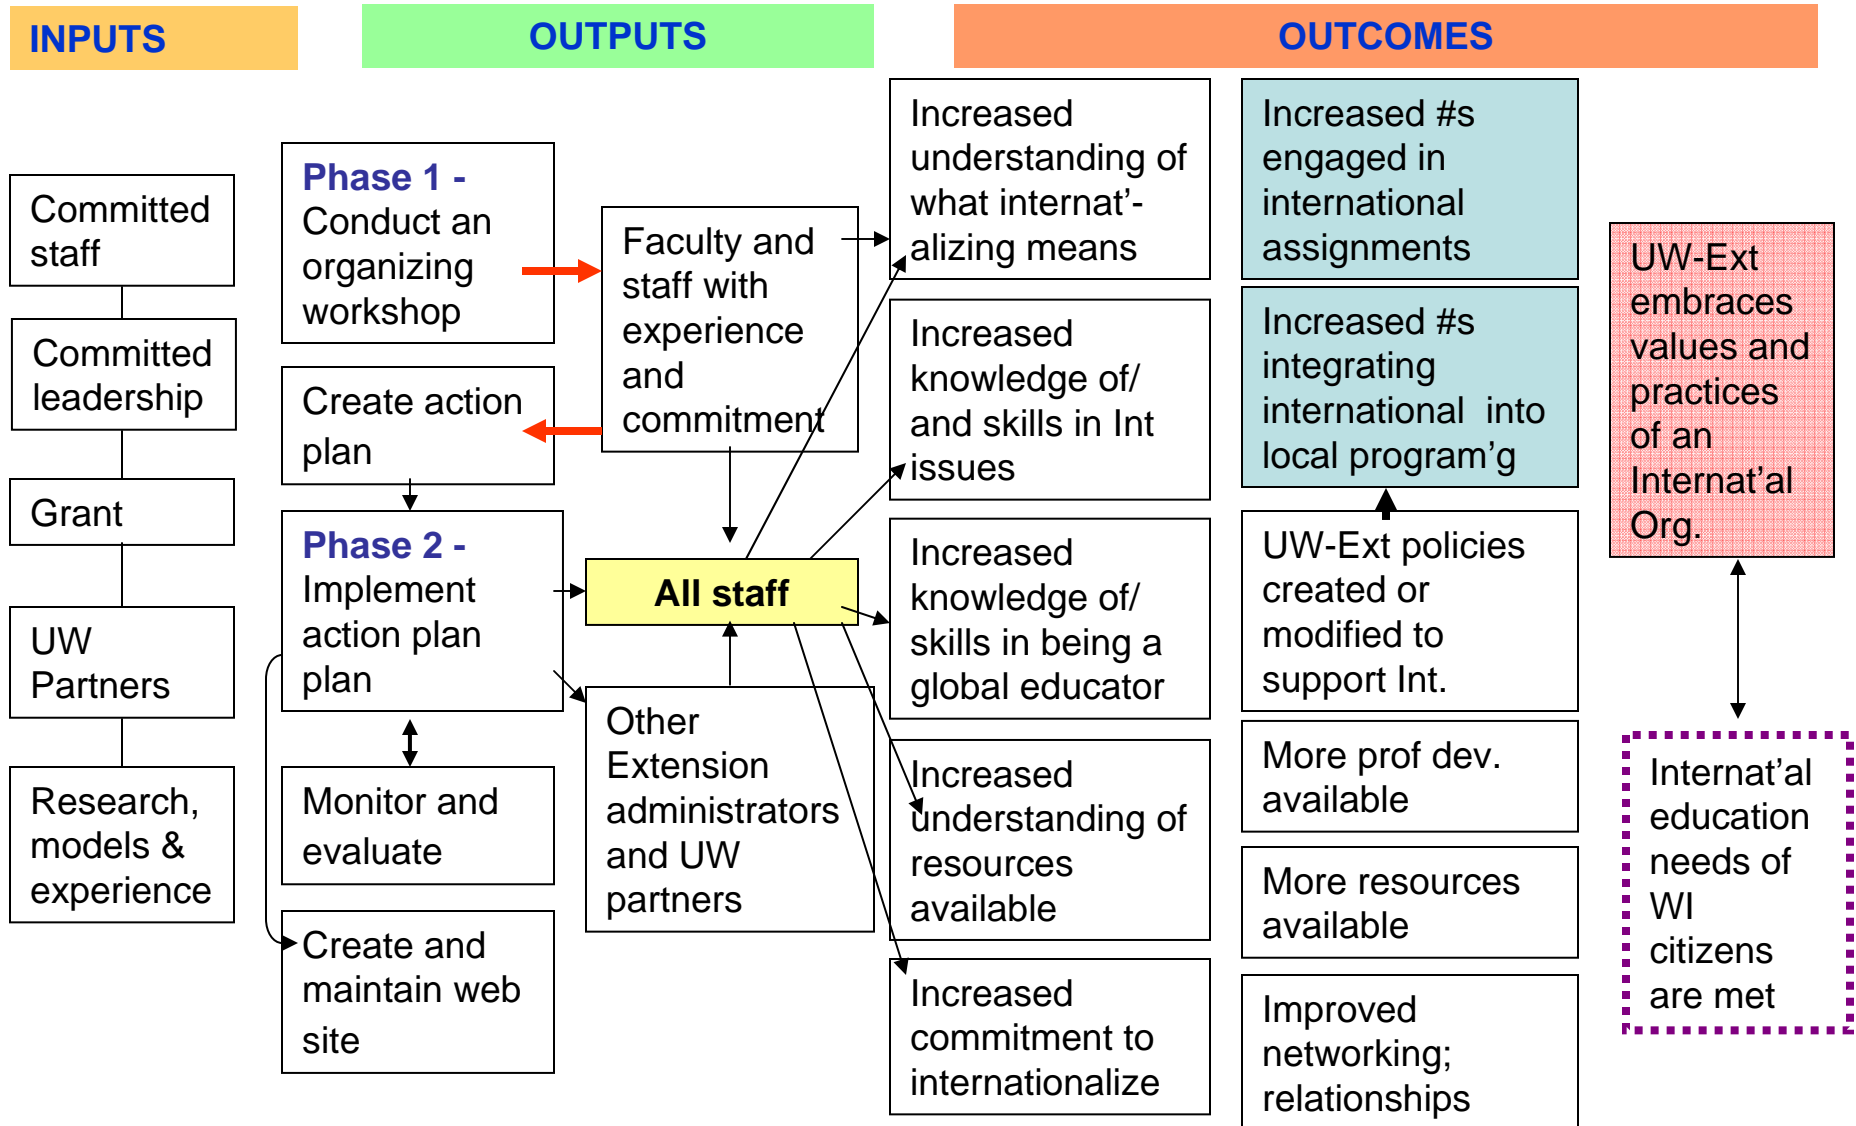 INPUTS
OUTPUTS
OUTCOMES
Committed
staff
Committed
leadership
Grant
UW
Partners
Research,
models &
experience
Phase 1 -
Conduct an
organizing
workshop
Create action
plan
Phase 2 -
Implement
action plan
plan
Monitor and
evaluate
Create and
maintain web
site
Faculty and
staff with
experience
and
commitment
All staff
Other
Extension
administrators
and UW
partners
Increased
understanding of
what internat’-
alizing means
Increased
knowledge of/
and skills in Int
issues
Increased
knowledge of/
skills in being a
global educator
Increased
understanding of
resources
available
Increased
commitment to
internationalize
Increased #s
engaged in
international
assignments
Increased #s
integrating
international into
local program’g
UW-Ext policies
created or
modified to
support Int.
More prof dev.
available
More resources
available
Improved
networking;
relationships
UW-Ext
embraces
values and
practices
of an
Internat’al
Org.
Internat’al
education
needs of
WI
citizens
are met